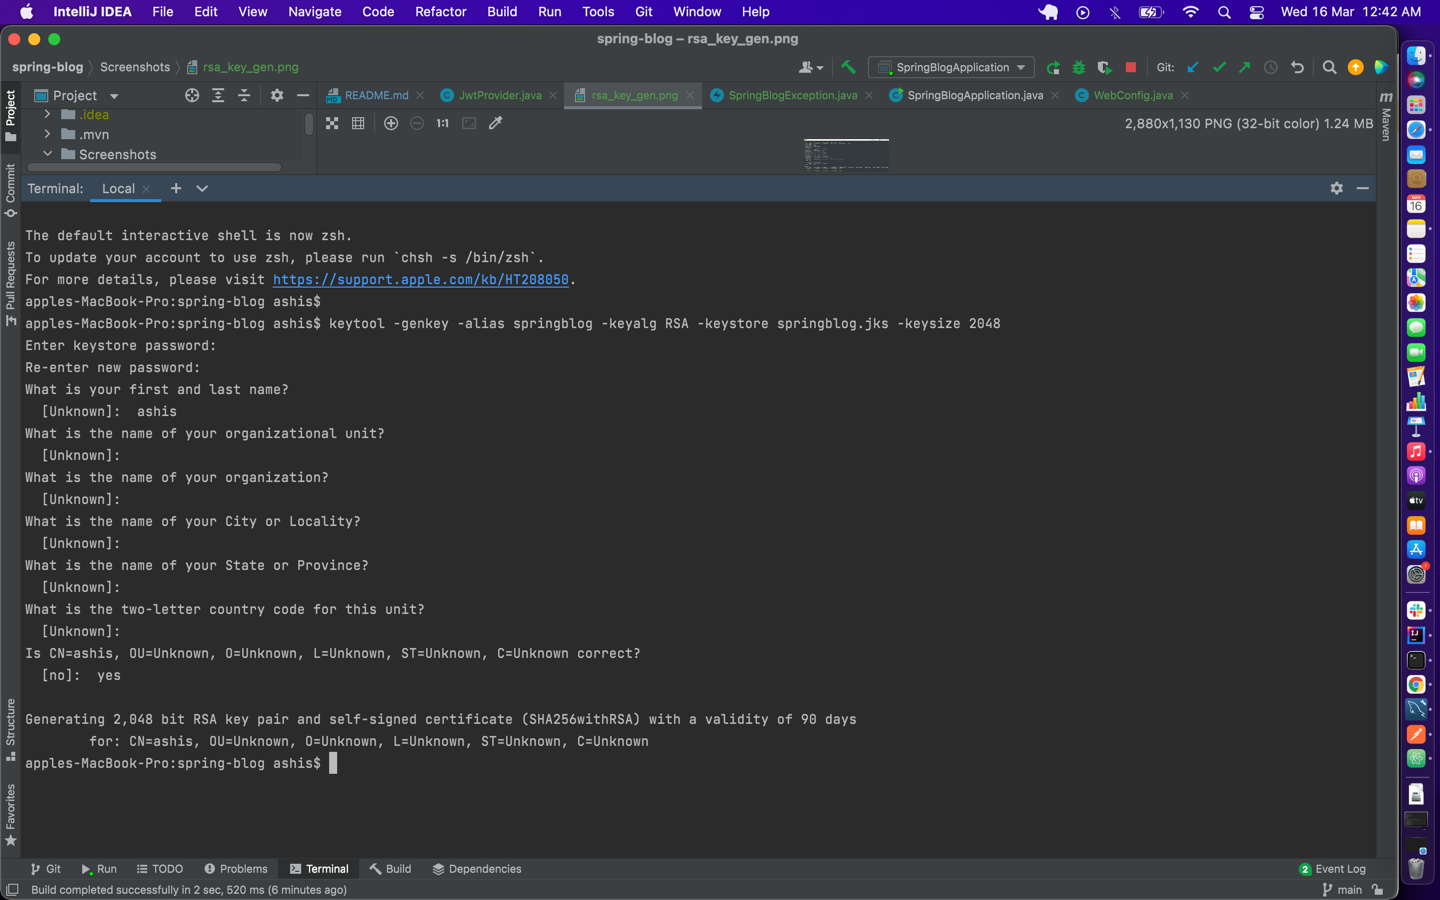 IntelliJ IDEA File Edit View Navigate Code Refactor Build Run Tools Git Window Help Wed 16 Mar 12:42 AM
spring-blog – rsa_key_gen.png
spring-blog Screenshots rsa_key_gen.png SpringBlogApplication Git:
Project README.md JwtProvider.java rsa_key_gen.png SpringBlogException.java SpringBlogApplication.java WebConfig.java
.idea
.mvn
Screenshots
1:1 2,880x1,130 PNG (32-bit color) 1.24 MB
Project
Commit
Pull Requests
Structure
Favorites
Maven
Terminal: Local
The default interactive shell is now zsh.
To update your account to use zsh, please run `chsh -s /bin/zsh`.
For more details, please visit https://support.apple.com/kb/HT208050.
apples-MacBook-Pro:spring-blog ashis$
apples-MacBook-Pro:spring-blog ashis$ keytool -genkey -alias springblog -keyalg RSA -keystore springblog.jks -keysize 2048
Enter keystore password:
Re-enter new password:
What is your first and last name?
[Unknown]: ashis
What is the name of your organizational unit?
[Unknown]:
What is the name of your organization?
[Unknown]:
What is the name of your City or Locality?
[Unknown]:
What is the name of your State or Province?
[Unknown]:
What is the two-letter country code for this unit?
[Unknown]:
Is CN=ashis, OU=Unknown, O=Unknown, L=Unknown, ST=Unknown, C=Unknown correct?
[no]: yes
Generating 2,048 bit RSA key pair and self-signed certificate (SHA256withRSA) with a validity of 90 days
for: CN=ashis, OU=Unknown, O=Unknown, L=Unknown, ST=Unknown, C=Unknown
apples-MacBook-Pro:spring-blog ashis$
Git Run TODO Problems Terminal Build Dependencies 2 Event Log
Build completed successfully in 2 sec, 520 ms (6 minutes ago) main
16
tv
IJ